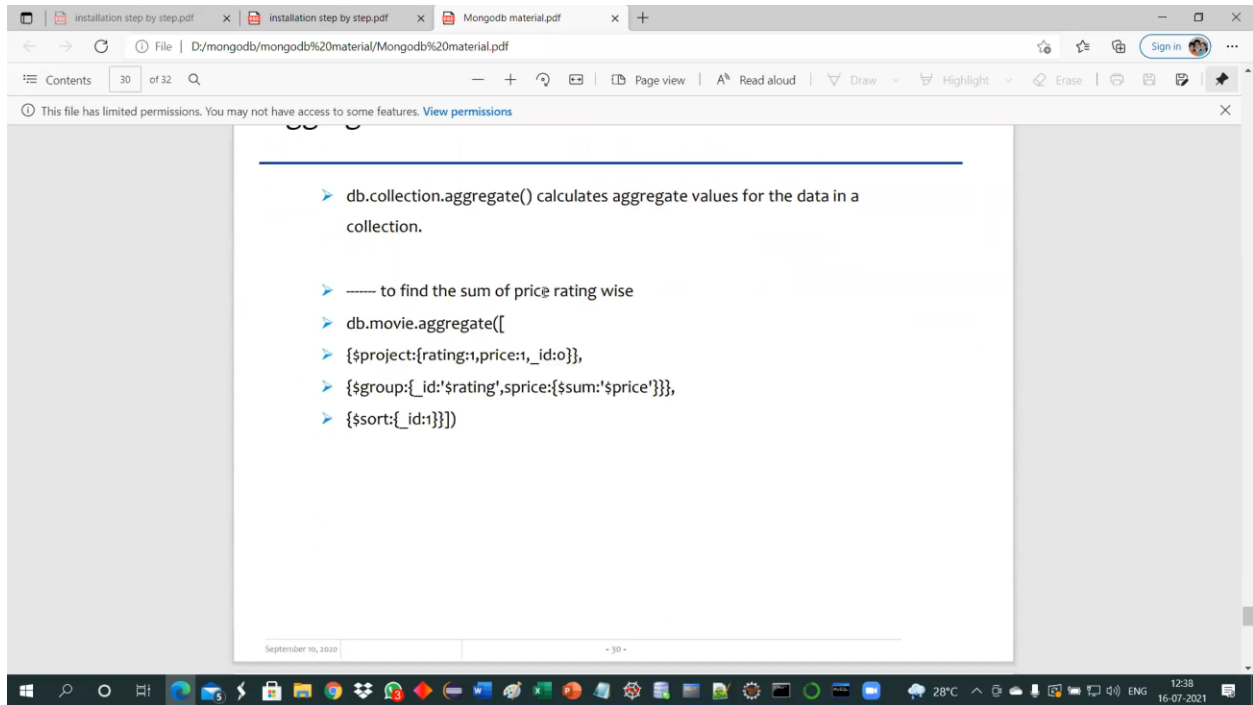 installation step by step.pdf
installation step by step.pdf
Mongodb material.pdf
File | D:/mongodb/mongodb%20material/Mongodb%20material.pdf
Sign in
Contents
30 of 32
Page view
Read aloud
Draw
Highlight
Erase
This file has limited permissions. You may not have access to some features. View permissions
db.collection.aggregate() calculates aggregate values for the data in a
collection.
------- to find the sum of price rating wise
db.movie.aggregate([
{$project:{rating:1,price:1,_id:0}},
{$group:{_id:'$rating',sprice:{$sum:'$price'}}},
{$sort:{_id:1}}])
September 10, 2020
- 30 -
28°C
ENG
12:38
16-07-2021